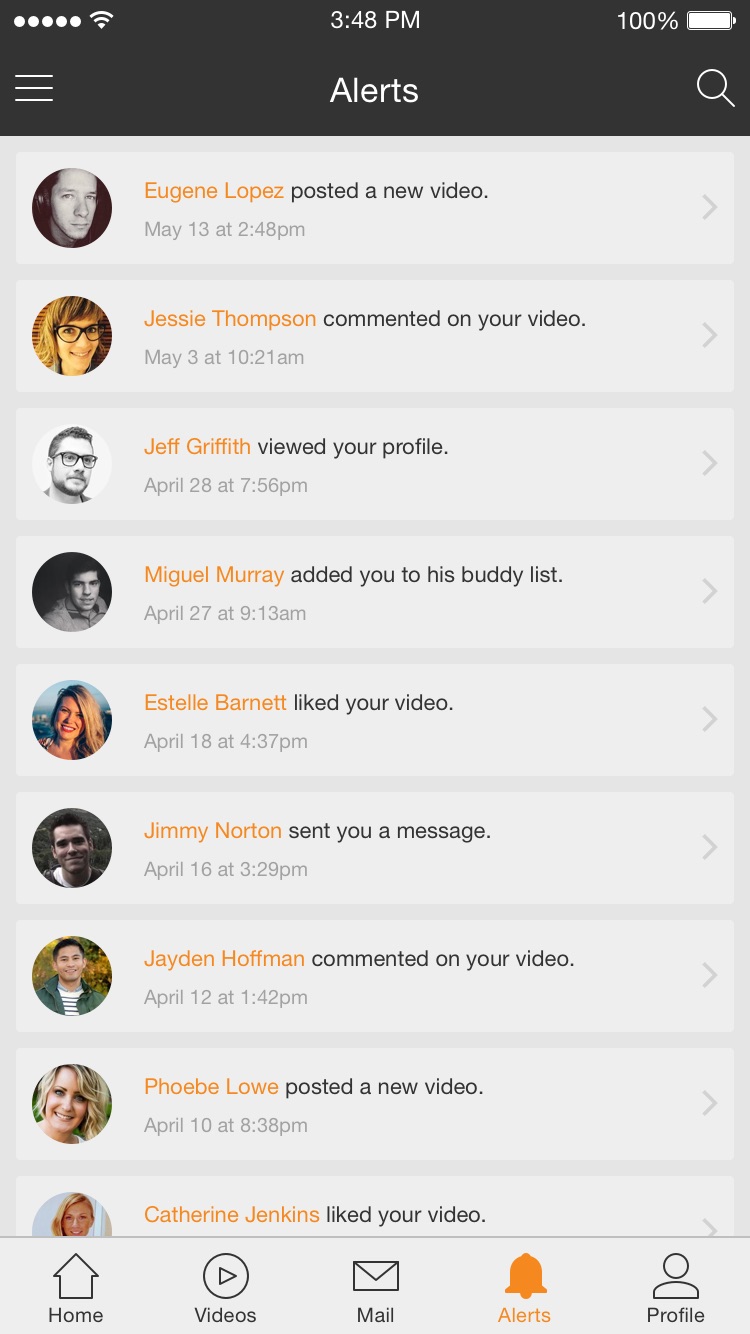 3:48 PM 100%
Alerts
Eugene Lopez posted a new video.
May 13 at 2:48pm
Jessie Thompson commented on your video.
May 3 at 10:21am
Jeff Griffith viewed your profile.
April 28 at 7:56pm
Miguel Murray added you to his buddy list.
April 27 at 9:13am
Estelle Barnett liked your video.
April 18 at 4:37pm
Jimmy Norton sent you a message.
April 16 at 3:29pm
Jayden Hoffman commented on your video.
April 12 at 1:42pm
Phoebe Lowe posted a new video.
April 10 at 8:38pm
Catherine Jenkins liked your video.
Home Videos Mail Alerts Profile